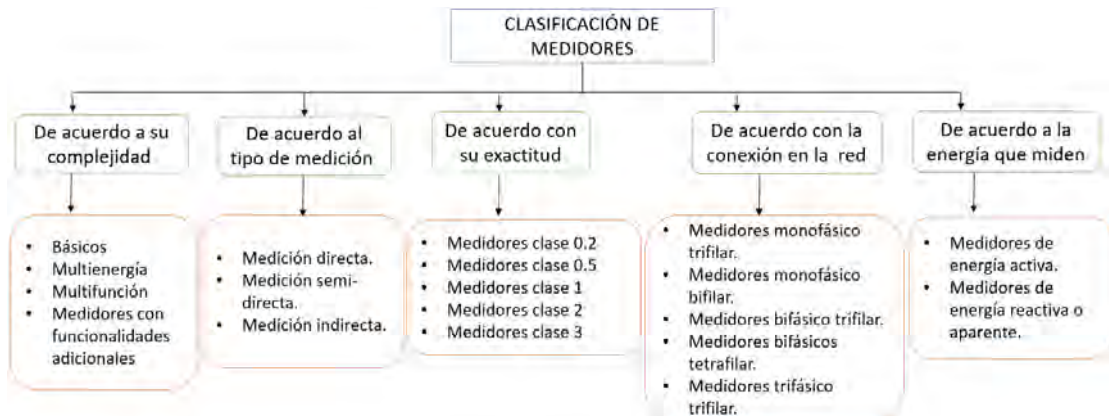 CLASIFICACIÓN DE
MEDIDORES
De acuerdo a su
complejidad
De acuerdo al
tipo de medición
De acuerdo con
su exactitud
De acuerdo con la
conexión en la red
De acuerdo a la
energía que miden
• Básicos
• Multienergía
• Multifunción
• Medidores con
funcionalidades
adicionales
• Medición directa.
• Medición semi-
directa.
• Medición indirecta.
• Medidores clase 0.2
• Medidores clase 0.5
• Medidores clase 1
• Medidores clase 2
• Medidores clase 3
• Medidores monofásico
trifilar.
• Medidores monofásico
bifilar.
• Medidores bifásico trifilar.
• Medidores bifásicos
tetrafilar.
• Medidores trifásico
trifilar.
• Medidores de
energía activa.
• Medidores de
energía reactiva o
aparente.